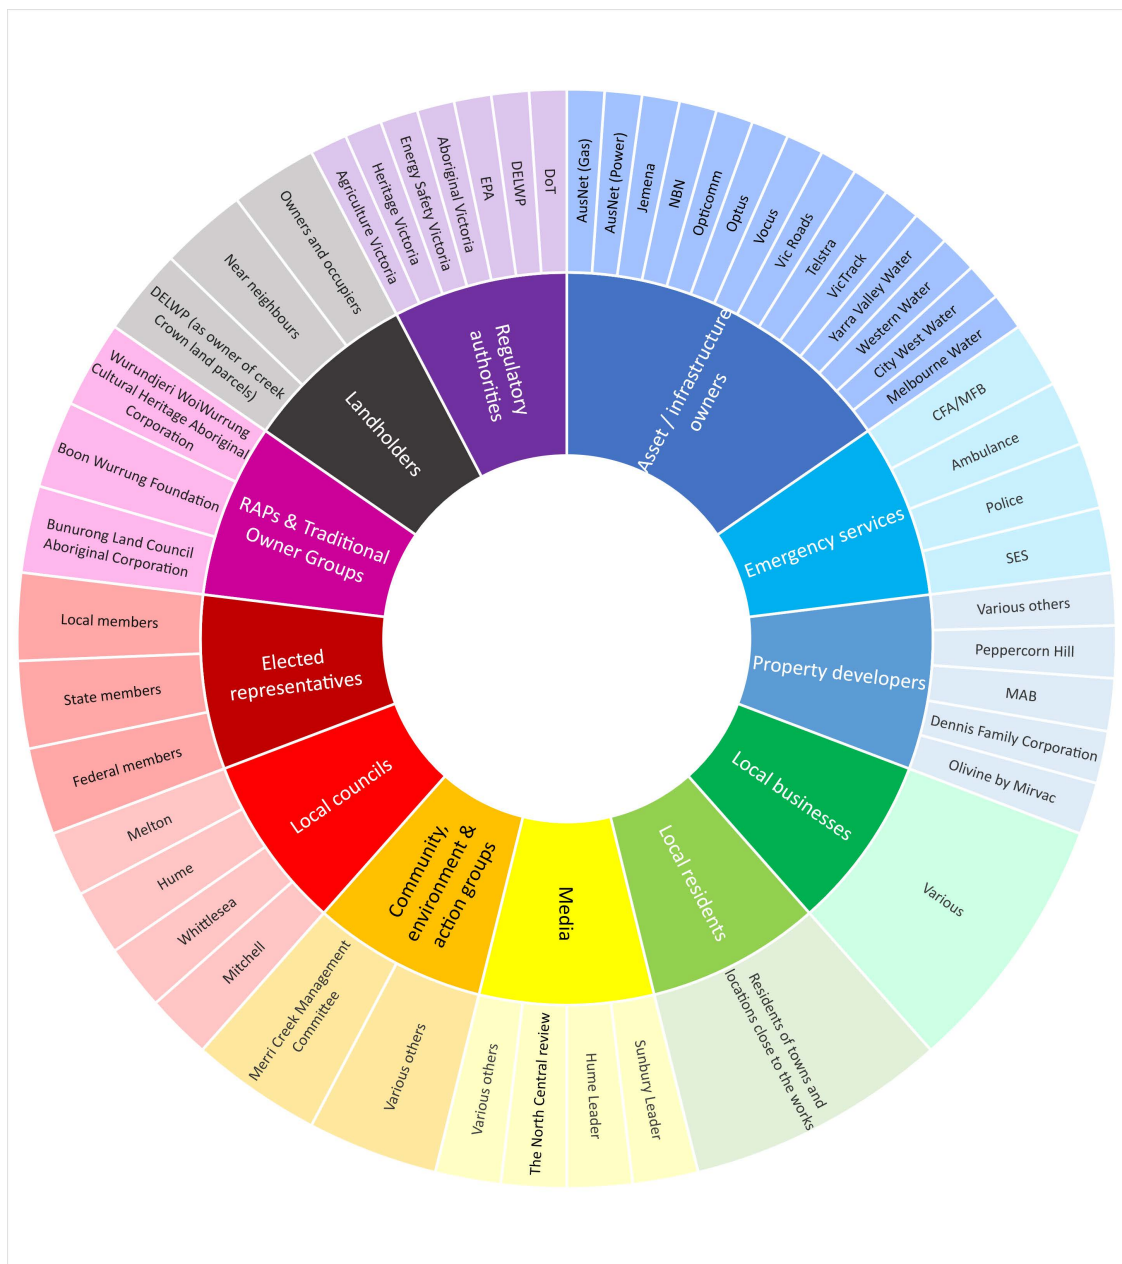 Asset / infrastructure
owners
AusNet (Gas)
AusNet (Power)
Jemena
NBN
Opticomm
Optus
Vocus
Vic Roads
Telstra
VicTrack
Yarra Valley Water
Western Water
City West Water
Melbourne Water
Emergency services
CFA/MFB
Ambulance
Police
SES
Property developers
Various others
Peppercorn Hill
MAB
Dennis Family Corporation
Olivine by Mirvac
Local businesses
Various
Local residents
Residents of towns and
locations close to the works
Media
Sunbury Leader
Hume Leader
The North Central review
Various others
Community,
environment &
action groups
Various others
Merri Creek Management
Committee
Local councils
Mitchell
Whittlesea
Hume
Melton
Elected
representatives
Federal members
State members
Local members
RAPs & Traditional
Owner Groups
Bunurong Land Council
Aboriginal Corporation
Boon Wurrung Foundation
Wurundjeri WoiWurrung
Cultural Heritage Aboriginal
Corporation
Landholders
DELWP (as owner of creek
Crown land parcels)
Near neighbours
Owners and occupiers
Regulatory
authorities
Agriculture Victoria
Heritage Victoria
Energy Safety Victoria
Aboriginal Victoria
EPA
DELWP
DoT